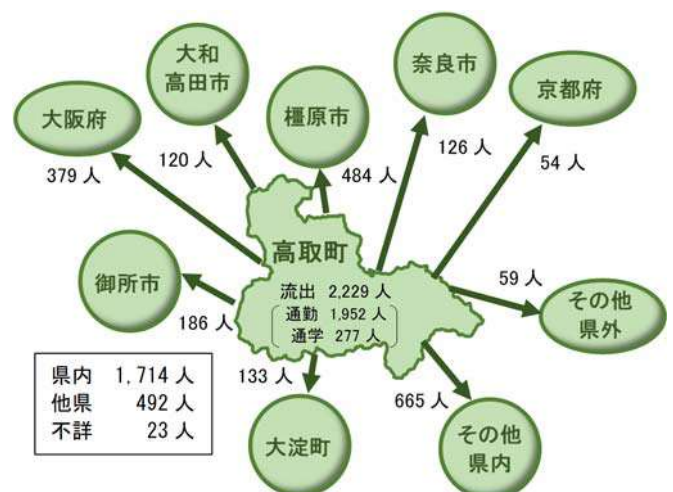 大和
高田市
奈良市
橿原市
京都府
大阪府
120 人
126 人
379 人
484 人
54 人
高取町
御所市
流出 2,229 人
通勤 1,952 人
通学 277 人
59 人
その他
県外
186 人
県内 1,714 人
他県 492 人
不詳 23 人
133 人
665 人
大淀町
その他
県内